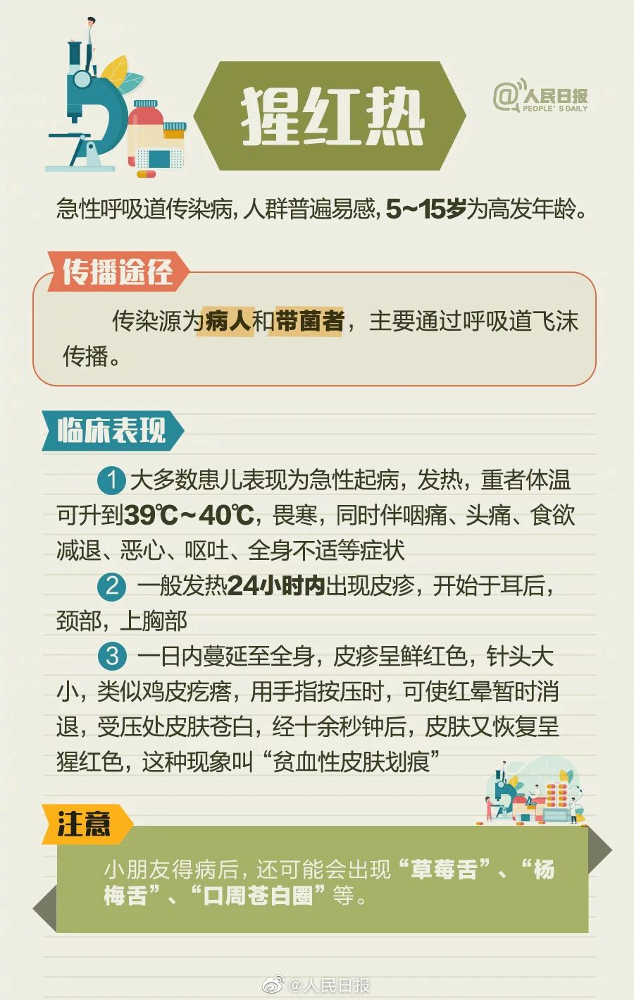 猩红热
@人民日报
PEOPLE'S DAILY
急性呼吸道传染病，人群普遍易感，5~15岁为高发年龄。
传播途径
传染源为病人和带菌者，主要通过呼吸道飞沫
传播。
临床表现
1 大多数患儿表现为急性起病，发热，重者体温
可升到39℃~40℃，畏寒，同时伴咽痛、头痛、食欲
减退、恶心、呕吐、全身不适等症状
2 一般发热24小时内出现皮疹，开始于耳后，
颈部，上胸部
3 一日内蔓延至全身，皮疹呈鲜红色，针头大
小，类似鸡皮疙瘩，用手指按压时，可使红晕暂时消
退，受压处皮肤苍白，经十余秒钟后，皮肤又恢复呈
猩红色，这种现象叫“贫血性皮肤划痕”
注意
小朋友得病后，还可能会出现“草莓舌”、“杨
梅舌”、“口周苍白圈”等。
@人民日报